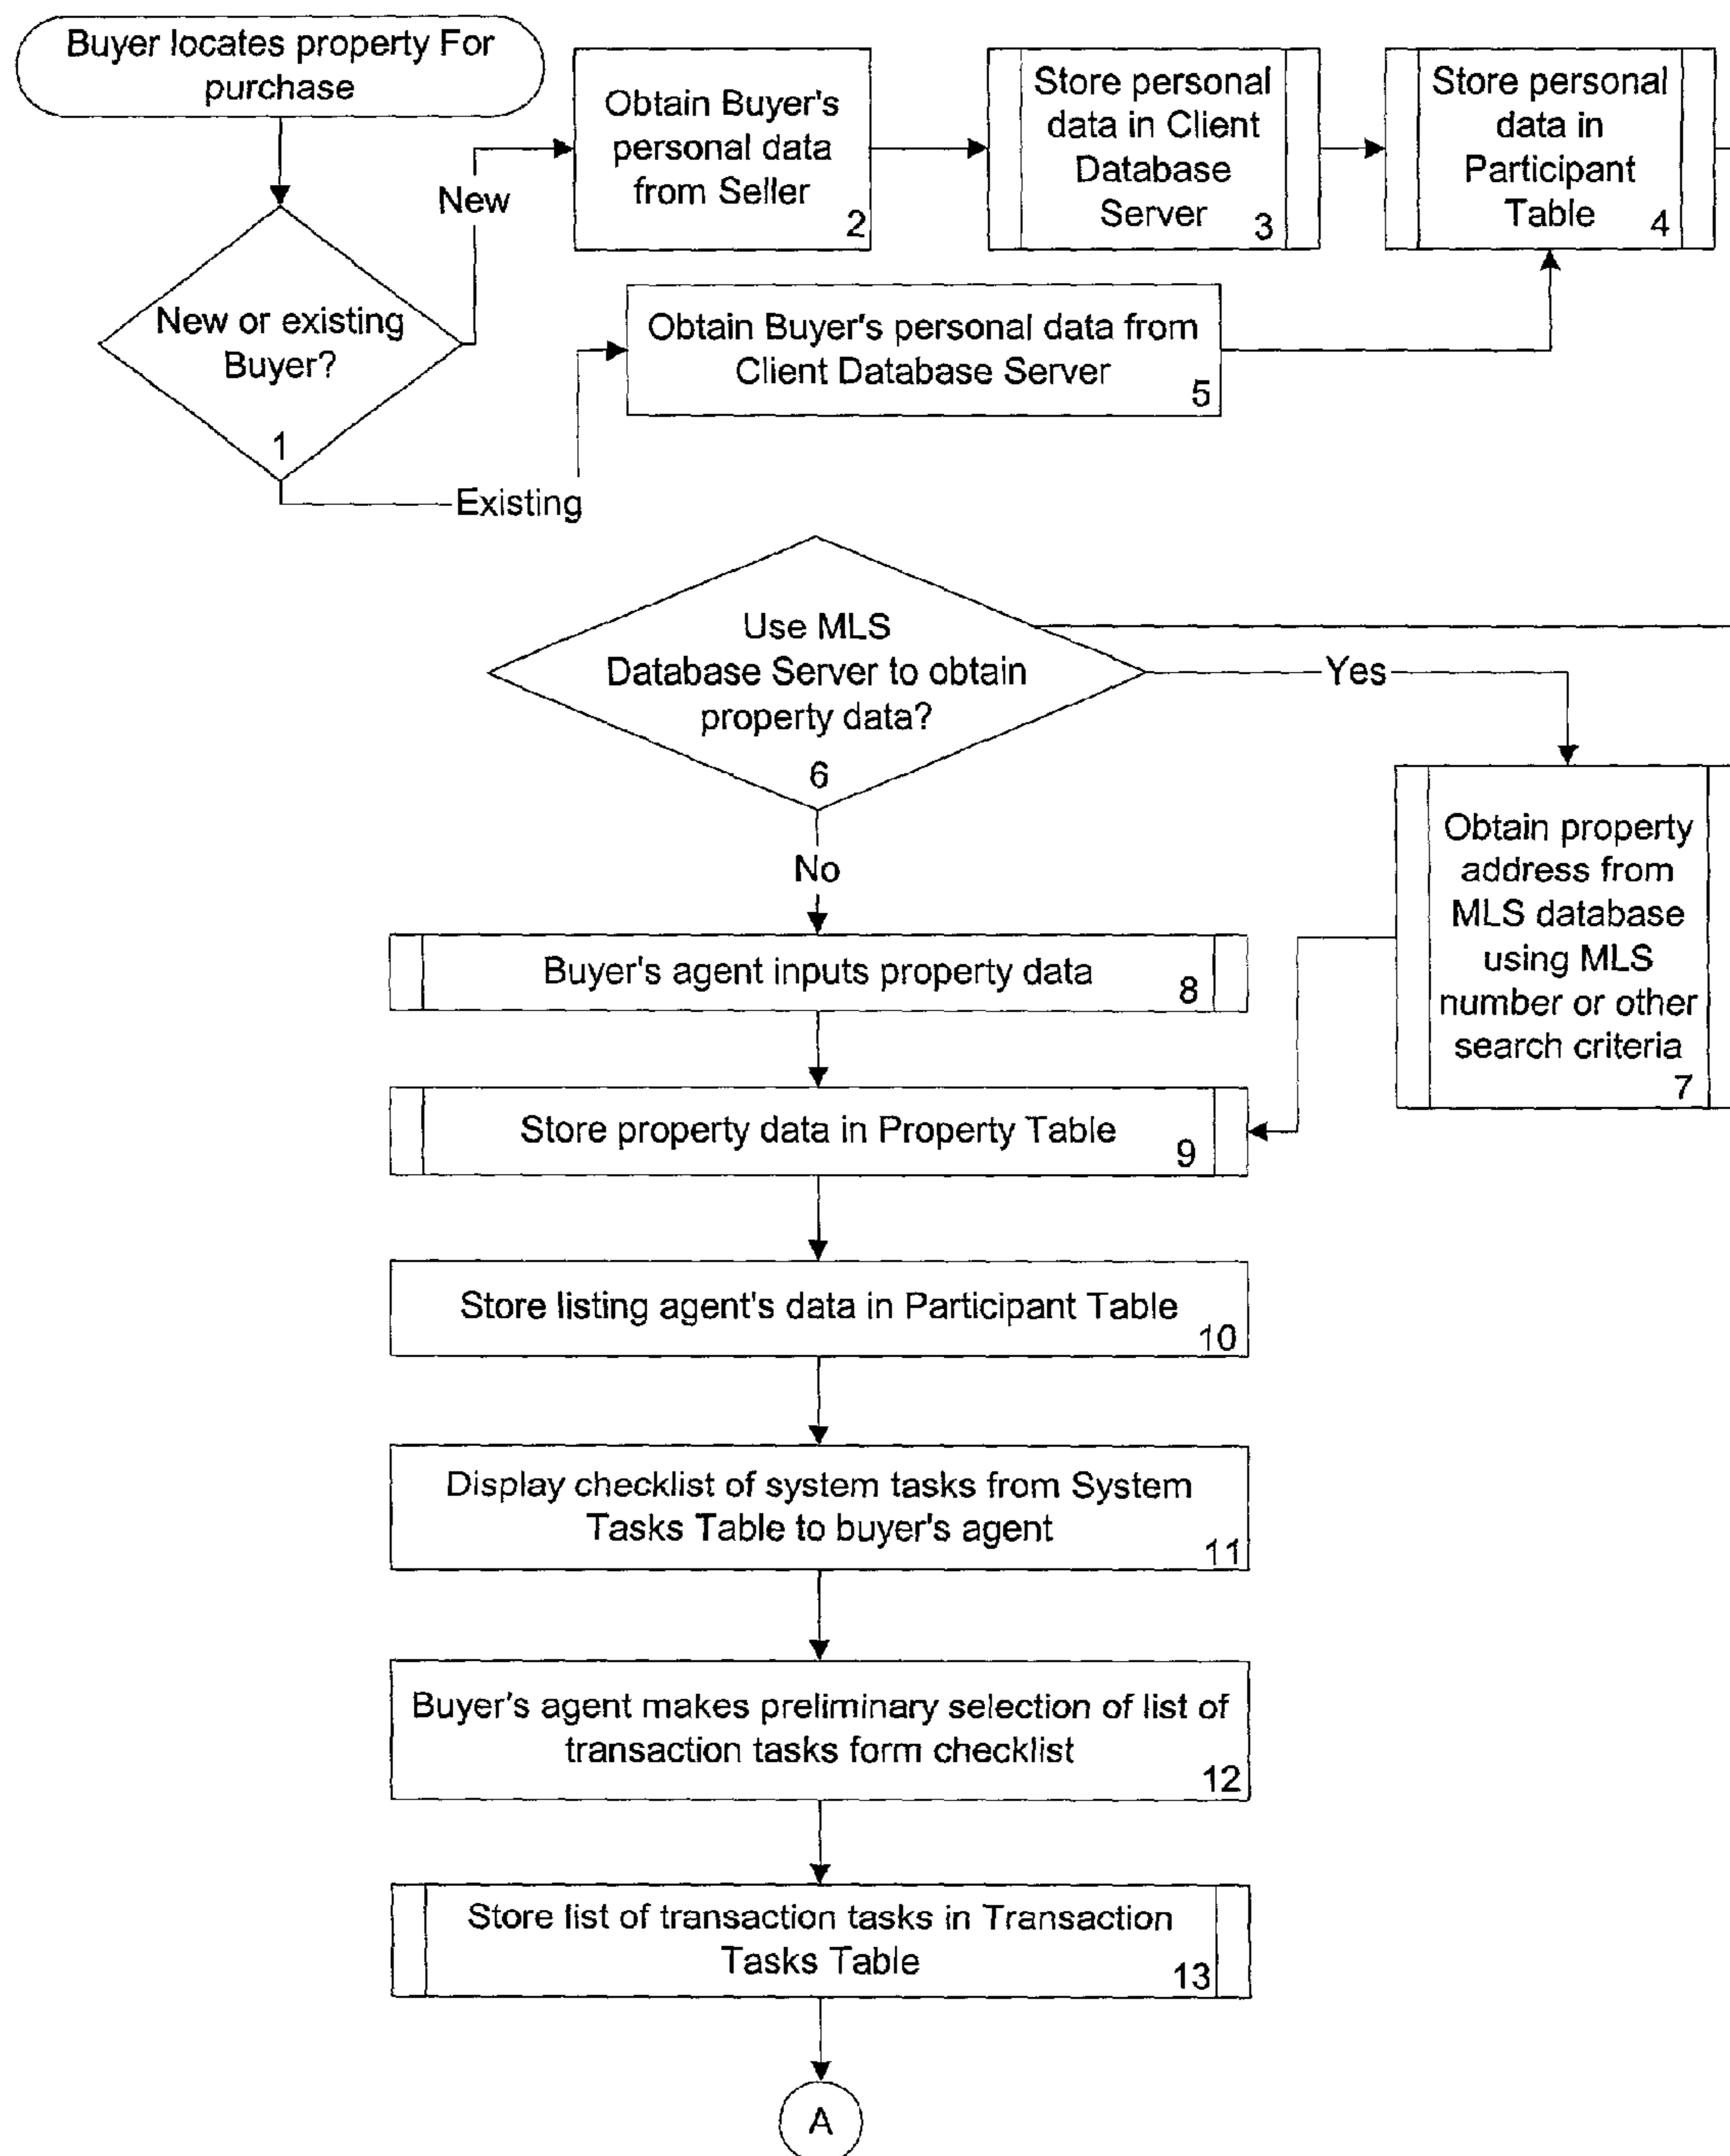 Buyer locates property For
purchase
New or existing
Buyer?
1
New
Existing
Obtain Buyer's
personal data
from Seller
2
Store personal
data in Client
Database
Server
3
Store personal
data in
Participant
Table
4
Obtain Buyer's personal data from
Client Database Server
5
Use MLS
Database Server to obtain
property data?
6
Yes
No
Obtain property
address from
MLS database
using MLS
number or other
search criteria
7
Buyer's agent inputs property data
8
Store property data in Property Table
9
Store listing agent's data in Participant Table
10
Display checklist of system tasks from System
Tasks Table to buyer's agent
11
Buyer's agent makes preliminary selection of list of
transaction tasks form checklist
12
Store list of transaction tasks in Transaction
Tasks Table
13
A